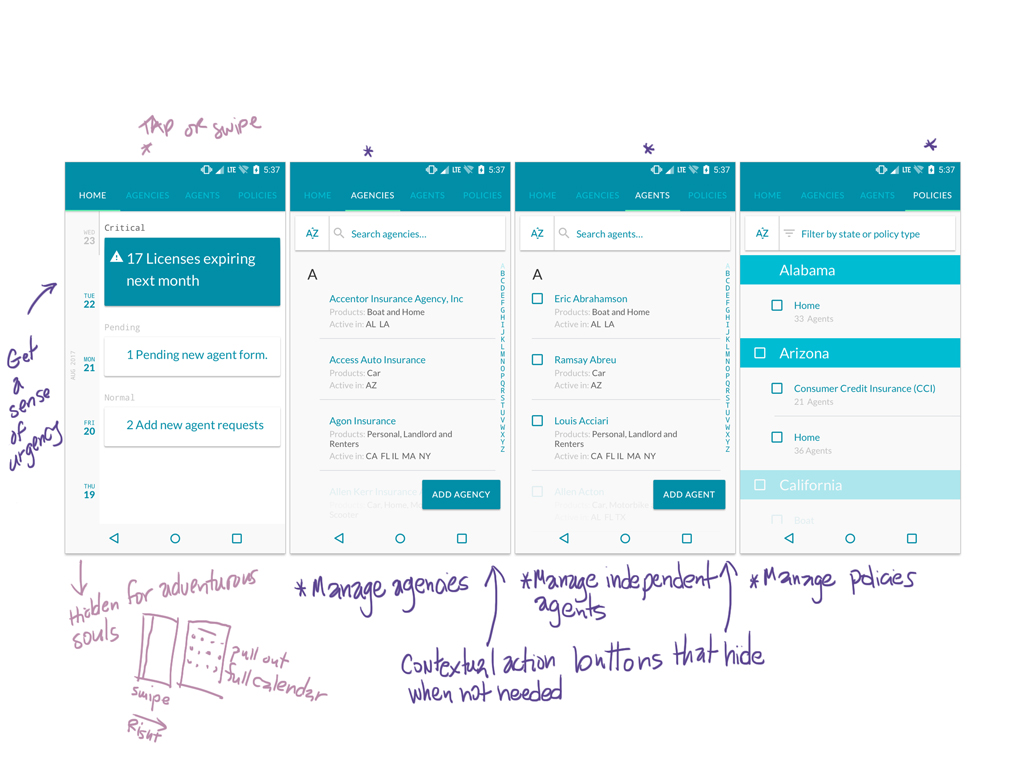 TAP OR SWIPE
*
*
*
*
LTE 5:37
HOME AGENCIES AGENTS POLICIES
WED
23
TUE
22
AUG 2017
MON
21
FRI
20
THU
19
Critical
17 Licenses expiring
next month
Pending
1 Pending new agent form.
Normal
2 Add new agent requests
LTE 5:37
HOME AGENCIES AGENTS POLICIES
AZ Search agencies...
A
Accentor Insurance Agency, Inc
Products: Boat and Home
Active in: AL LA
Access Auto Insurance
Products: Car
Active in: AZ
Agon Insurance
Products: Personal, Landlord and
Renters
Active in: CA FL IL MA NY
Allen Keer Insurance
Scooter
ADD AGENCY
A
B
C
D
E
F
G
H
I
J
K
L
M
N
O
P
Q
R
S
T
U
V
W
X
Y
Z
LTE 5:37
HOME AGENCIES AGENTS POLICIES
AZ Search agents...
A
Eric Abrahamson
Products: Boat and Home
Active in: AL LA
Ramsay Abreu
Products: Car
Active in: AZ
Louis Acciari
Products: Personal, Landlord and
Renters
Active in: CA FL IL MA NY
Allen Acton
Active in: AL FL TX
ADD AGENT
A
B
C
D
E
F
G
H
I
J
K
L
M
N
O
P
Q
R
S
T
U
V
W
X
Y
Z
LTE 5:37
HOME AGENCIES AGENTS POLICIES
AZ Filter by state or policy type
Alabama
Home
33 Agents
Arizona
Consumer Credit Insurance (CCI)
21 Agents
Home
36 Agents
California
Boat
Get
a
sense
of
urgency
Hidden for adventurous
souls
pull out
full calendar
swipe
Right
*Manage agencies
*Manage independent
agents
*Manage policies
Contextual action buttons that hide
when not needed